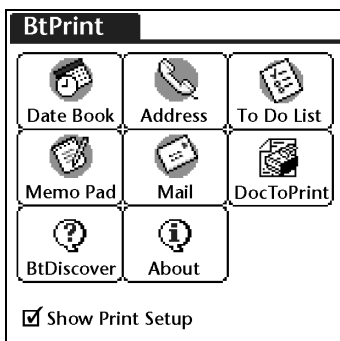 BtPrint
Date Book Address To Do List
Memo Pad Mail DocToPrint
BtDiscover About
Show Print Setup